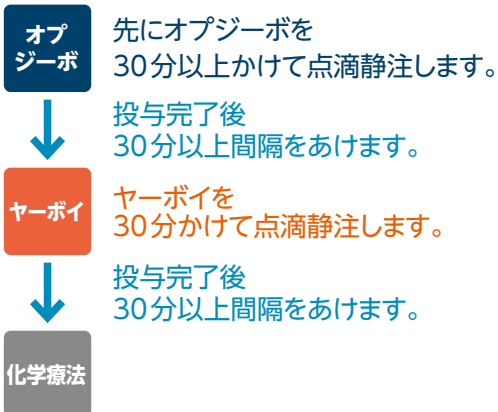 オプ
ジーボ
先にオプジーボを
30分以上かけて点滴静注します。
投与完了後
30分以上間隔をあけます。
ヤーボイ
ヤーボイを
30分かけて点滴静注します。
投与完了後
30分以上間隔をあけます。
化学療法